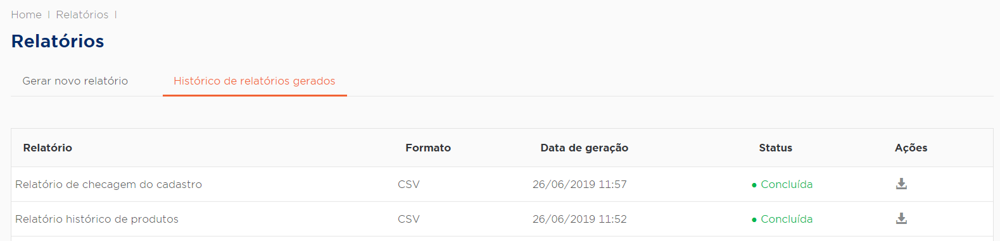 Home | Relatórios |
Relatórios
Gerar novo relatório Histórico de relatórios gerados
Relatório Formato Data de geração Status Ações
Relatório de checagem do cadastro CSV 26/06/2019 11:57 • Concluída
Relatório histórico de produtos CSV 26/06/2019 11:52 • Concluída